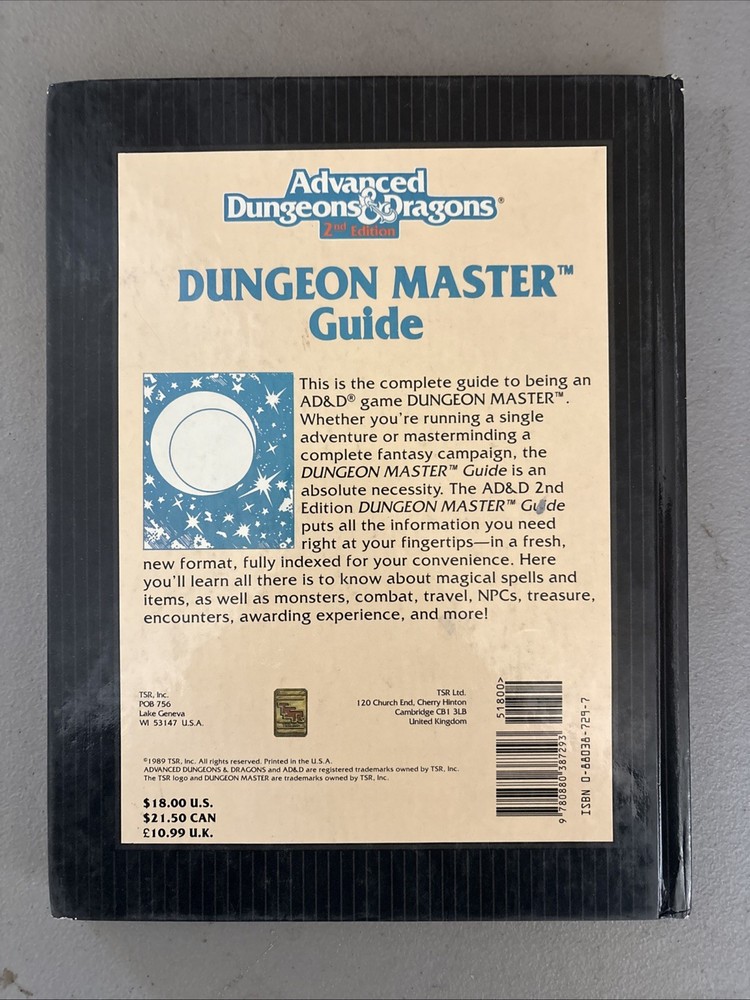 Advanced
Dungeons & Dragons®
2nd Edition
DUNGEON MASTER™
Guide
This is the complete guide to being an
AD&D® game DUNGEON MASTER™.
Whether you're running a single
adventure or masterminding a
complete fantasy campaign, the
DUNGEON MASTER™ Guide is an
absolute necessity. The AD&D 2nd
Edition DUNGEON MASTER™ Guide
puts all the information you need
right at your fingertips—in a fresh,
new format, fully indexed for your convenience. Here
you'll learn all there is to know about magical spells and
items, as well as monsters, combat, travel, NPCs, treasure,
encounters, awarding experience, and more!
TSR, Inc.
POB 756
Lake Geneva
WI 53147 U.S.A.
TSR
TSR Ltd.
120 Church End, Cherry Hinton
Cambridge CB1 3LB
United Kingdom
51800>
9 780880 387293
ISBN 0-88038-729-7
©1989 TSR, Inc. All rights reserved. Printed in the U.S.A.
ADVANCED DUNGEONS & DRAGONS and AD&D are registered trademarks owned by TSR, Inc.
The TSR logo and DUNGEON MASTER are trademarks owned by TSR, Inc.
$18.00 U.S.
$21.50 CAN
£10.99 U.K.